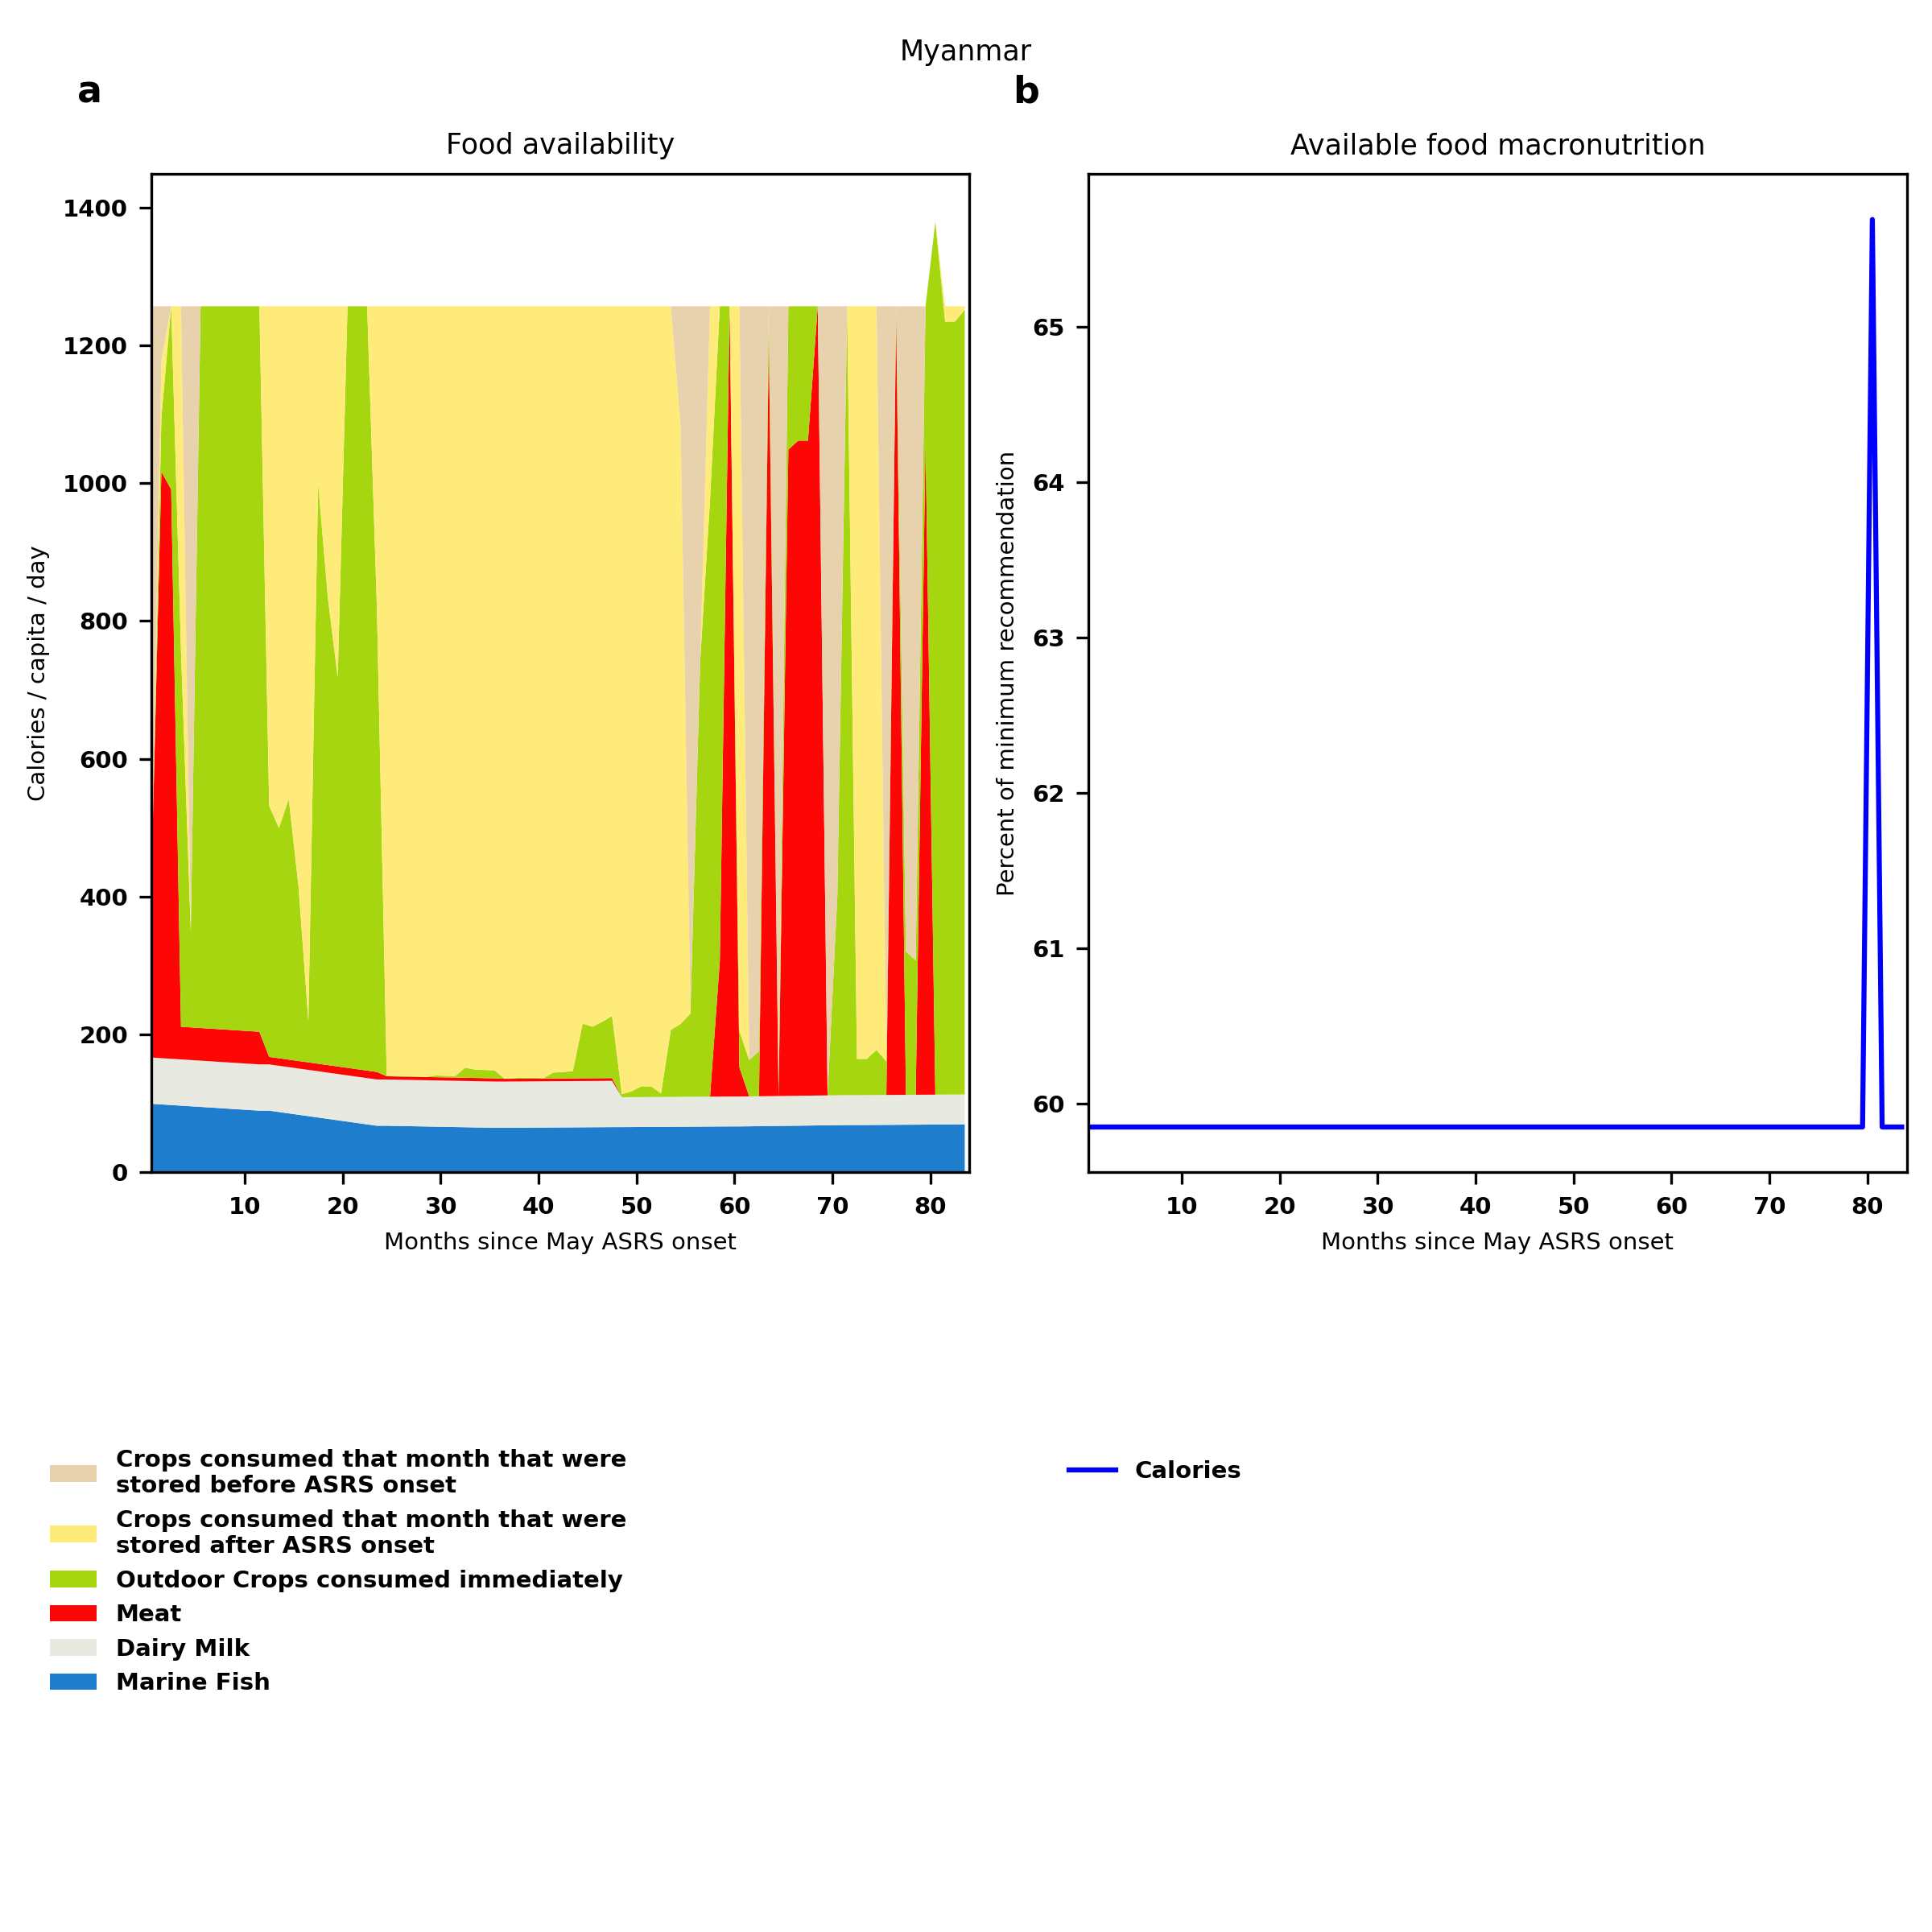 Myanmar
a
Food availability
Calories / capita / day
1400
1200
1000
800
600
400
200
0
10 20 30 40 50 60 70 80
Months since May ASRS onset
b
Available food macronutrition
Percent of minimum recommendation
65
64
63
62
61
60
10 20 30 40 50 60 70 80
Months since May ASRS onset
Crops consumed that month that were
stored before ASRS onset
Crops consumed that month that were
stored after ASRS onset
Outdoor Crops consumed immediately
Meat
Dairy Milk
Marine Fish
Calories